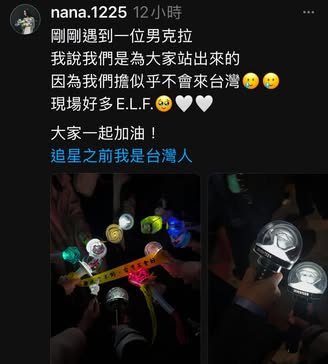 nana.1225 12小時
剛剛遇到一位男克拉
我說我們是為大家站出來的
因為我們擔似乎不會來台灣🥲🥲
現場好多E.L.F.🥹🤍🤍
大家一起加油！
追星之前我是台灣人